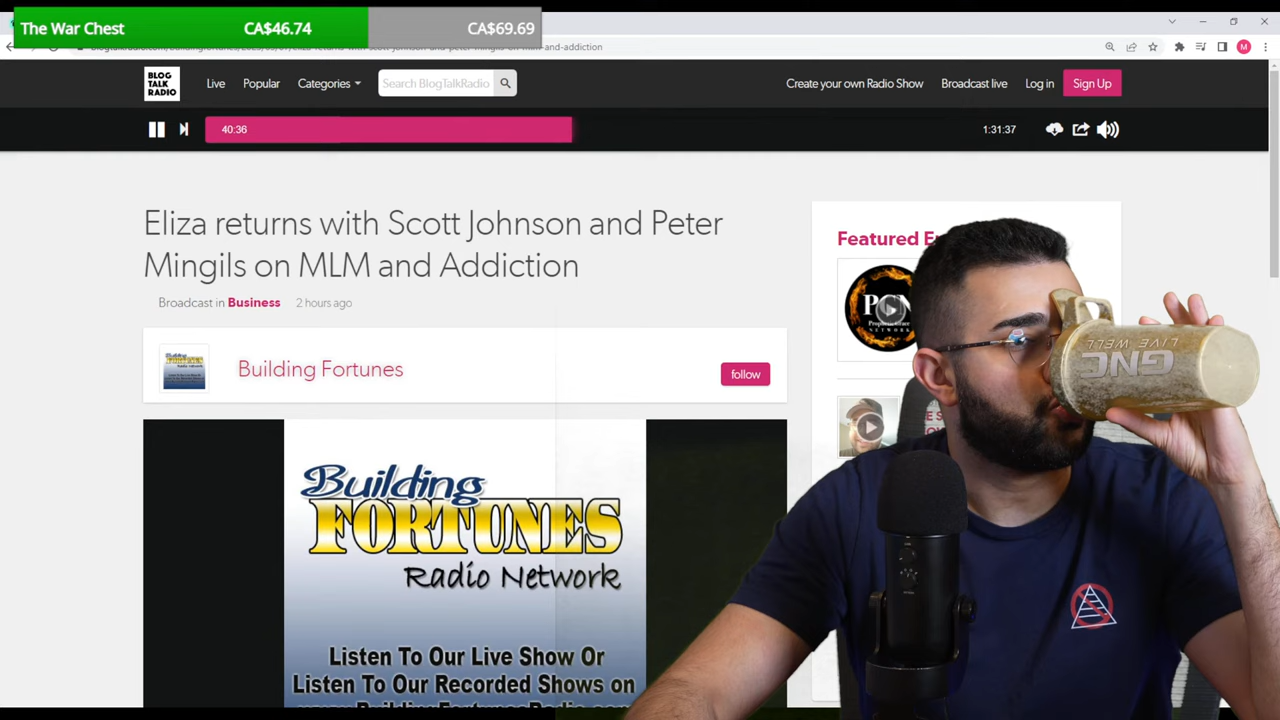 The War Chest CA$46.74 CA$69.69
BLOG
TALK
RADIO
Live Popular Categories Search BlogTalkRadio Create your own Radio Show Broadcast live Log in Sign Up
40:36 1:31:37
Eliza returns with Scott Johnson and Peter
Mingils on MLM and Addiction
Broadcast in Business 2 hours ago
Building Fortunes
follow
Featured
PGN
GNC
LIVE WELL
Building
FORTUNES
Radio Network
Listen To Our Live Show Or
Listen To Our Recorded Shows on